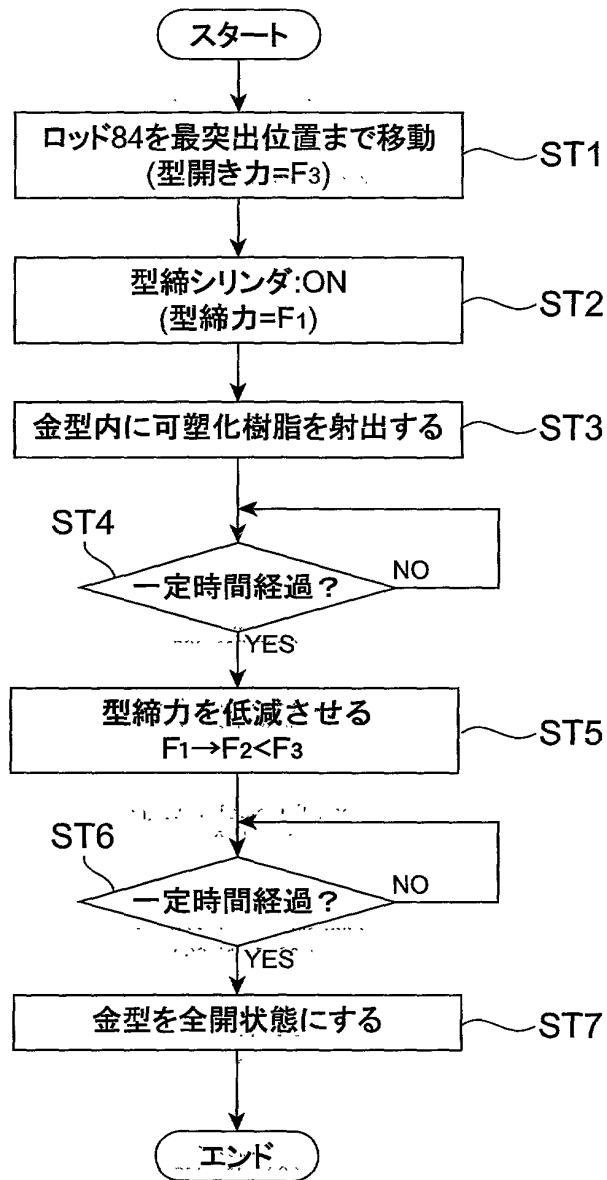 スタート
ロッド84を最突出位置まで移動
(型開き力=F3)
ST1
型締シリンダ:ON
(型締力=F1)
ST2
金型内に可塑化樹脂を射出する
ST3
ST4
一定時間経過？
NO
YES
型締力を低減させる
F1→F2<F3
ST5
ST6
一定時間経過？
NO
YES
金型を全開状態にする
ST7
エンド